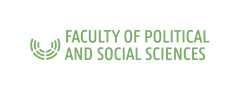 FACULTY OF POLITICAL
AND SOCIAL SCIENCES